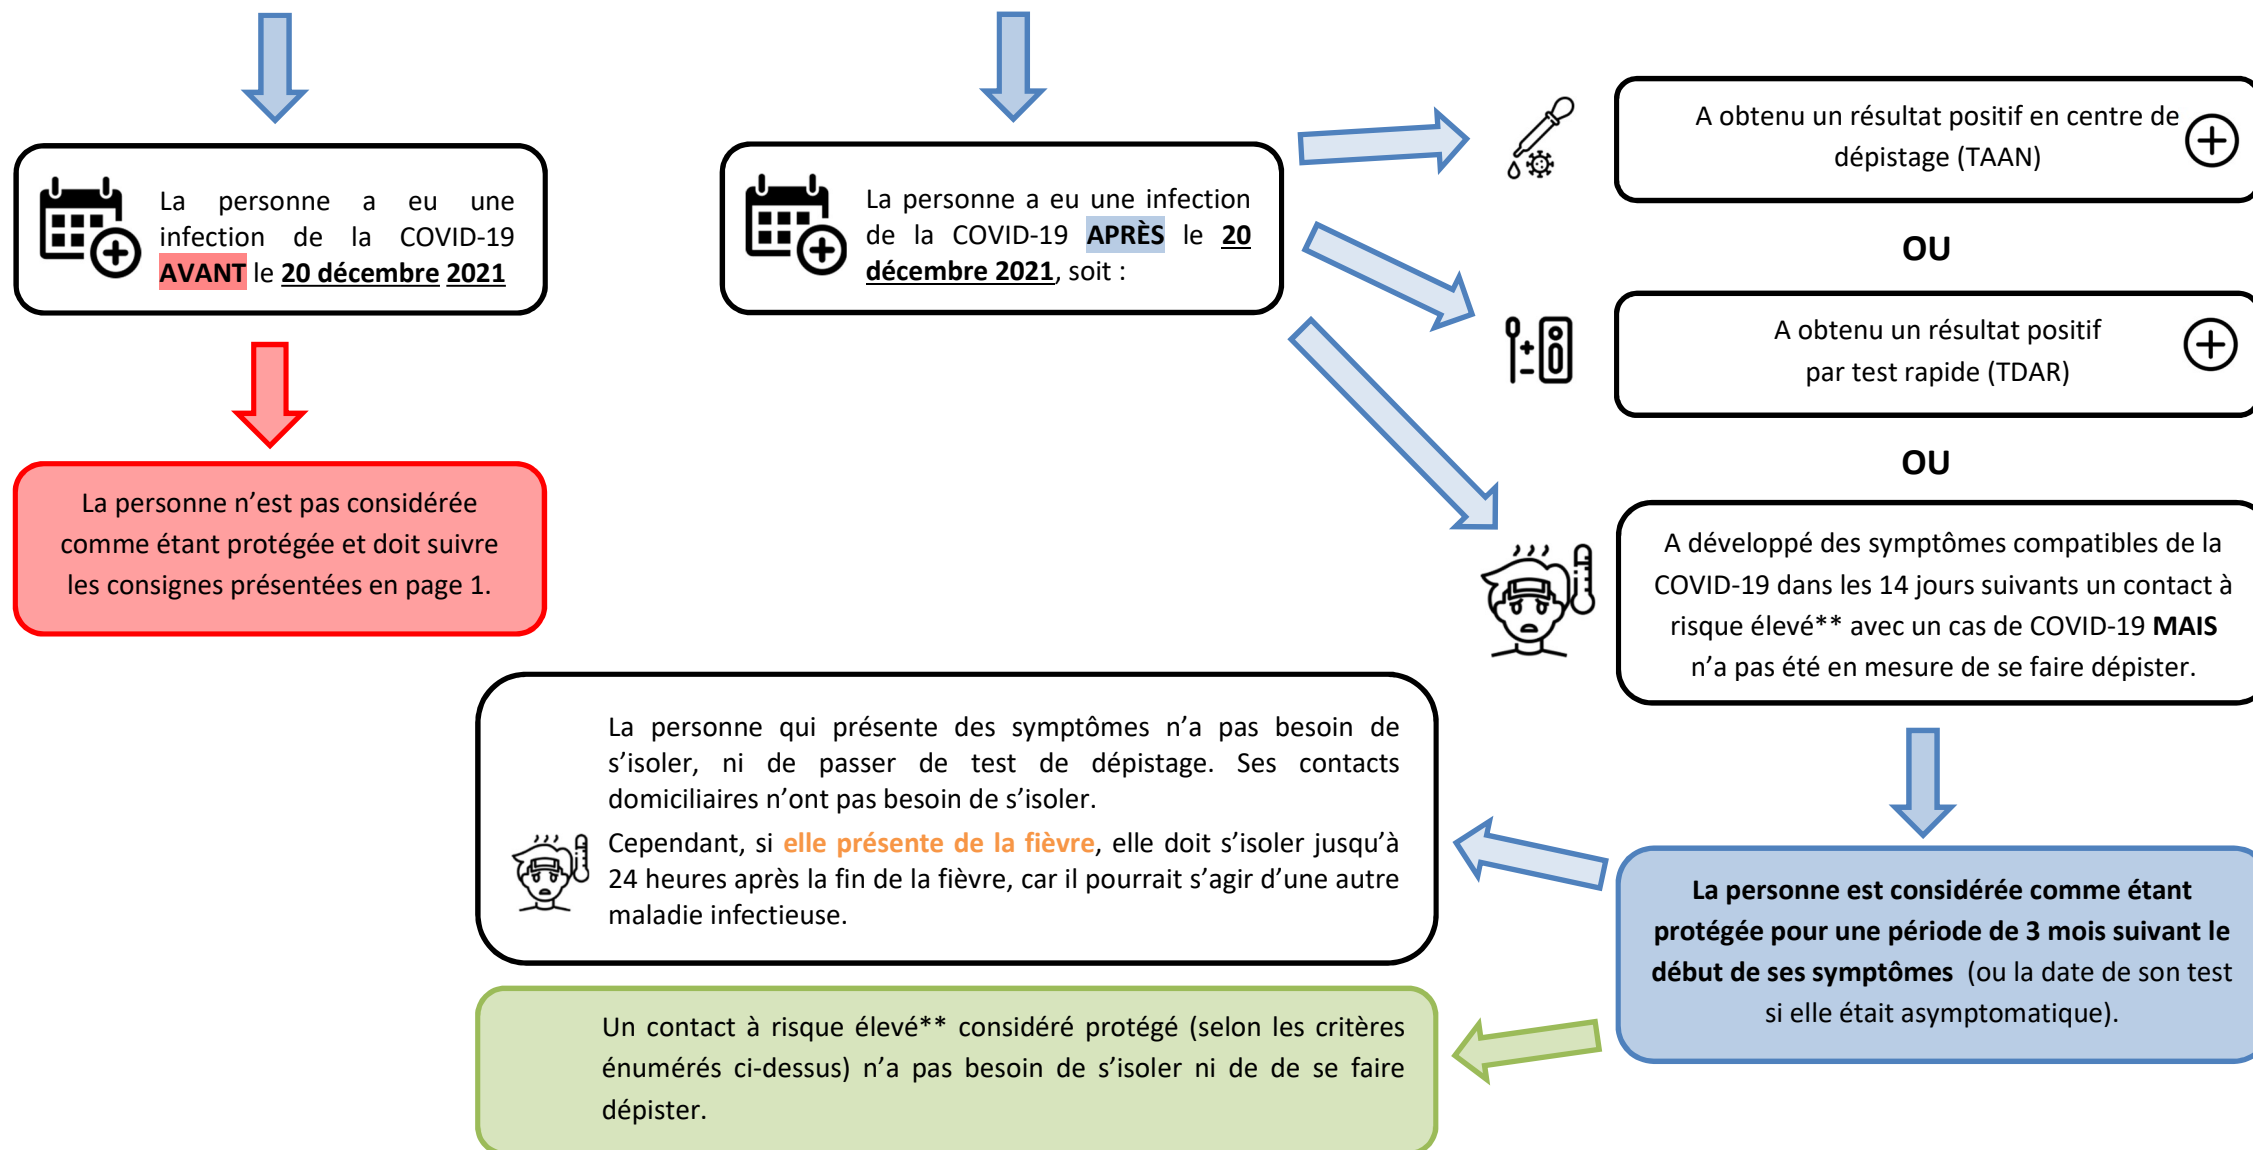 La personne a eu une
infection de la COVID-19
AVANT le 20 décembre 2021
La personne n’est pas considérée
comme étant protégée et doit suivre
les consignes présentées en page 1.
La personne a eu une infection
de la COVID-19 APRÈS le 20
décembre 2021, soit :
A obtenu un résultat positif en centre de
dépistage (TAAN)
OU
A obtenu un résultat positif
par test rapide (TDAR)
OU
A développé des symptômes compatibles de la
COVID-19 dans les 14 jours suivants un contact à
risque élevé** avec un cas de COVID-19 MAIS
n’a pas été en mesure de se faire dépister.
La personne est considérée comme étant
protégée pour une période de 3 mois suivant le
début de ses symptômes (ou la date de son test
si elle était asymptomatique).
La personne qui présente des symptômes n’a pas besoin de
s’isoler, ni de passer de test de dépistage. Ses contacts
domiciliaires n’ont pas besoin de s’isoler.
Cependant, si elle présente de la fièvre, elle doit s’isoler jusqu’à
24 heures après la fin de la fièvre, car il pourrait s’agir d’une autre
maladie infectieuse.
Un contact à risque élevé** considéré protégé (selon les critères
énumérés ci-dessus) n’a pas besoin de s’isoler ni de de se faire
dépister.